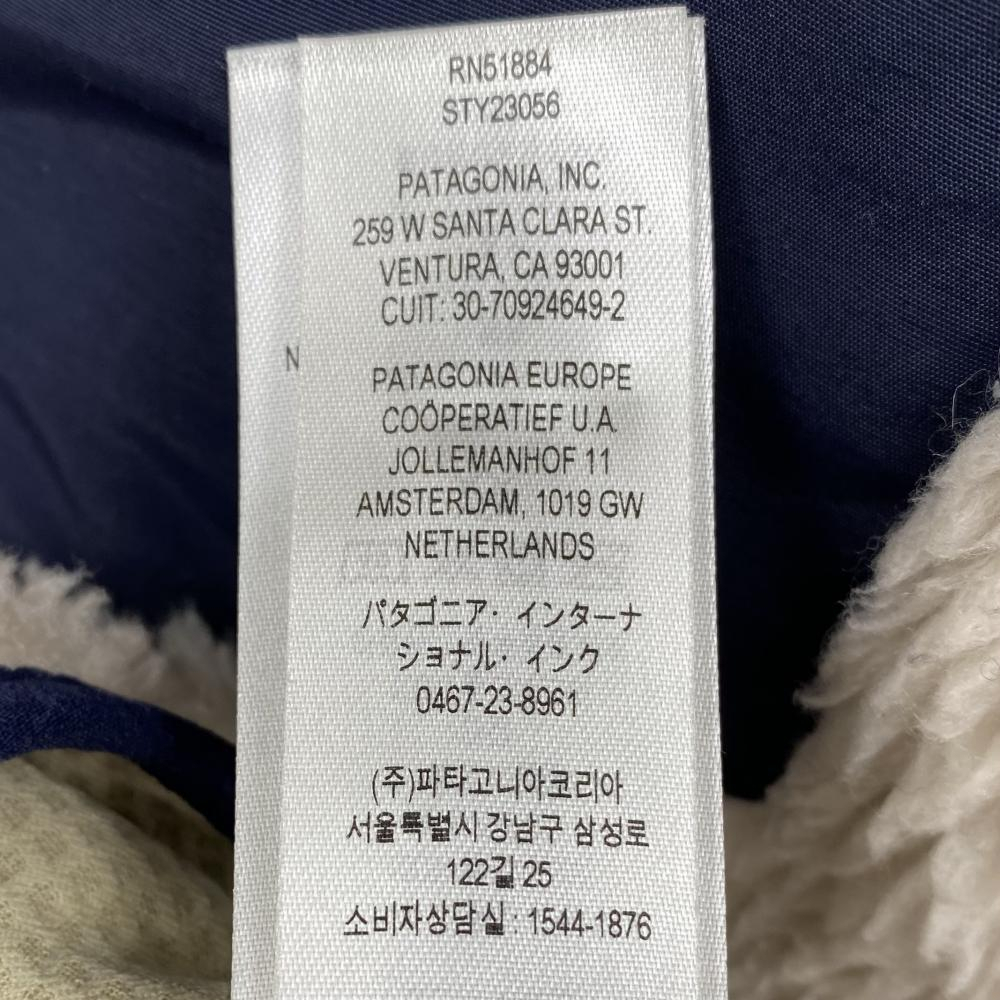 RN51884
STY23056
PATAGONIA, INC.
259 W SANTA CLARA ST.
VENTURA, CA 93001
CUIT: 30-70924649-2
N
PATAGONIA EUROPE
COÖPERATIEF U.A.
JOLLEMANHOF 11
AMSTERDAM, 1019 GW
NETHERLANDS
パタゴニア・インターナ
ショナル・インク
0467-23-8961
(주)파타고니아코리아
서울특별시 강남구 삼성로
122길 25
소비자상담실 : 1544-1876